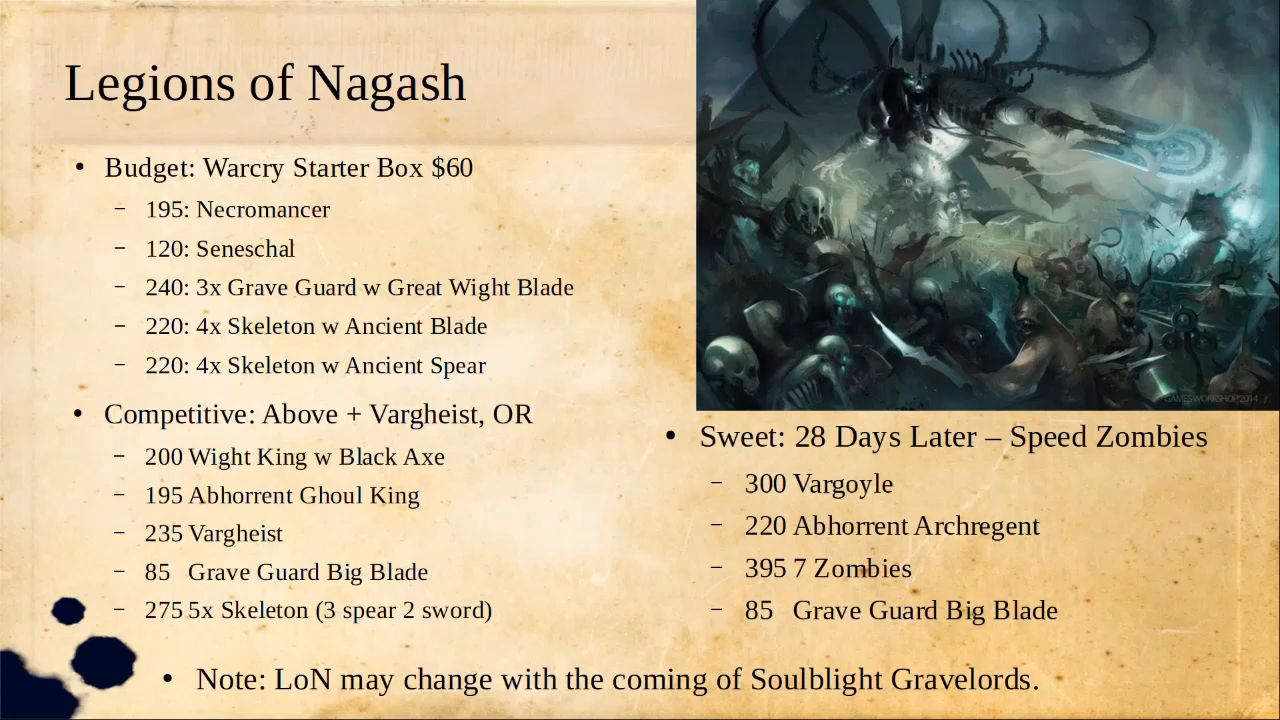 Legions of Nagash
• Budget: Warcry Starter Box $60
– 195: Necromancer
– 120: Seneschal
– 240: 3x Grave Guard w Great Wight Blade
– 220: 4x Skeleton w Ancient Blade
– 220: 4x Skeleton w Ancient Spear
• Competitive: Above + Vargheist, OR
– 200 Wight King w Black Axe
– 195 Abhorrent Ghoul King
– 235 Vargheist
– 85 Grave Guard Big Blade
– 275 5x Skeleton (3 spear 2 sword)
GAMES WORKSHOP 2014
• Sweet: 28 Days Later – Speed Zombies
– 300 Vargoyle
– 220 Abhorrent Archregent
– 395 7 Zombies
– 85 Grave Guard Big Blade
• Note: LoN may change with the coming of Soulblight Gravelords.